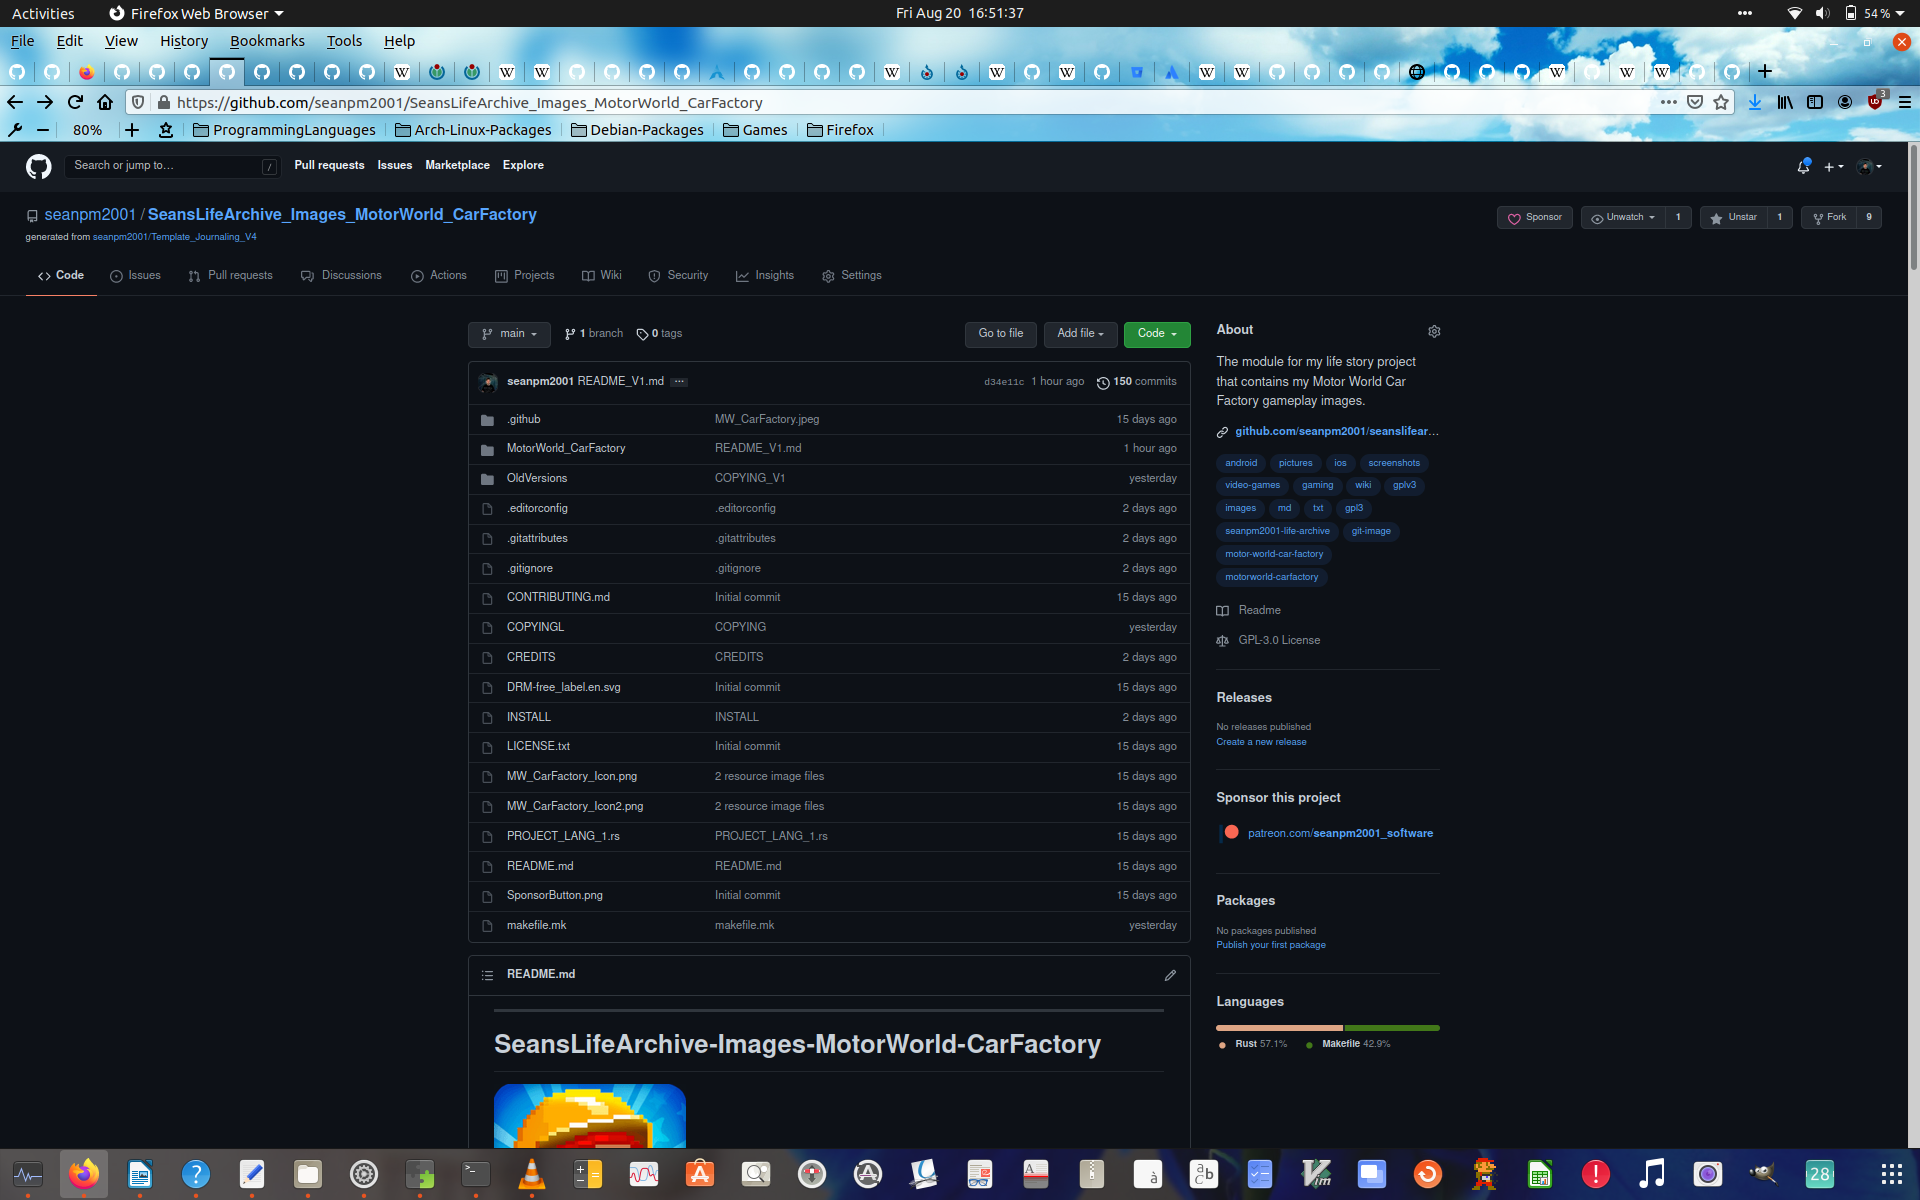 Activities Firefox Web Browser Fri Aug 20 16:51:37 54 %
File Edit View History Bookmarks Tools Help
https://github.com/seanpm2001/SeansLifeArchive_Images_MotorWorld_CarFactory 3
80% ProgrammingLanguages Arch-Linux-Packages Debian-Packages Games Firefox
Search or jump to… / Pull requests Issues Marketplace Explore
seanpm2001 / SeansLifeArchive_Images_MotorWorld_CarFactory Sponsor Unwatch 1 Unstar 1 Fork 9
generated from seanpm2001/Template_Journaling_V4
Code Issues Pull requests Discussions Actions Projects Wiki Security Insights Settings
main 1 branch 0 tags Go to file Add file Code
seanpm2001 README_V1.md ... d34e11c 1 hour ago 150 commits
.github MW_CarFactory.jpeg 15 days ago
MotorWorld_CarFactory README_V1.md 1 hour ago
OldVersions COPYING_V1 yesterday
.editorconfig .editorconfig 2 days ago
.gitattributes .gitattributes 2 days ago
.gitignore .gitignore 2 days ago
CONTRIBUTING.md Initial commit 15 days ago
COPYINGL COPYING yesterday
CREDITS CREDITS 2 days ago
DRM-free_label.en.svg Initial commit 15 days ago
INSTALL INSTALL 2 days ago
LICENSE.txt Initial commit 15 days ago
MW_CarFactory_Icon.png 2 resource image files 15 days ago
MW_CarFactory_Icon2.png 2 resource image files 15 days ago
PROJECT_LANG_1.rs PROJECT_LANG_1.rs 15 days ago
README.md README.md 15 days ago
SponsorButton.png Initial commit 15 days ago
makefile.mk makefile.mk yesterday
README.md
SeansLifeArchive-Images-MotorWorld-CarFactory
About
The module for my life story project
that contains my Motor World Car
Factory gameplay images.
github.com/seanpm2001/seanslifear...
android pictures ios screenshots
video-games gaming wiki gplv3
images md txt gpl3
seanpm2001-life-archive git-image
motor-world-car-factory
motorworld-carfactory
Readme
GPL-3.0 License
Releases
No releases published
Create a new release
Sponsor this project
patreon.com/seanpm2001_software
Packages
No packages published
Publish your first package
Languages
Rust 57.1% Makefile 42.9%
28